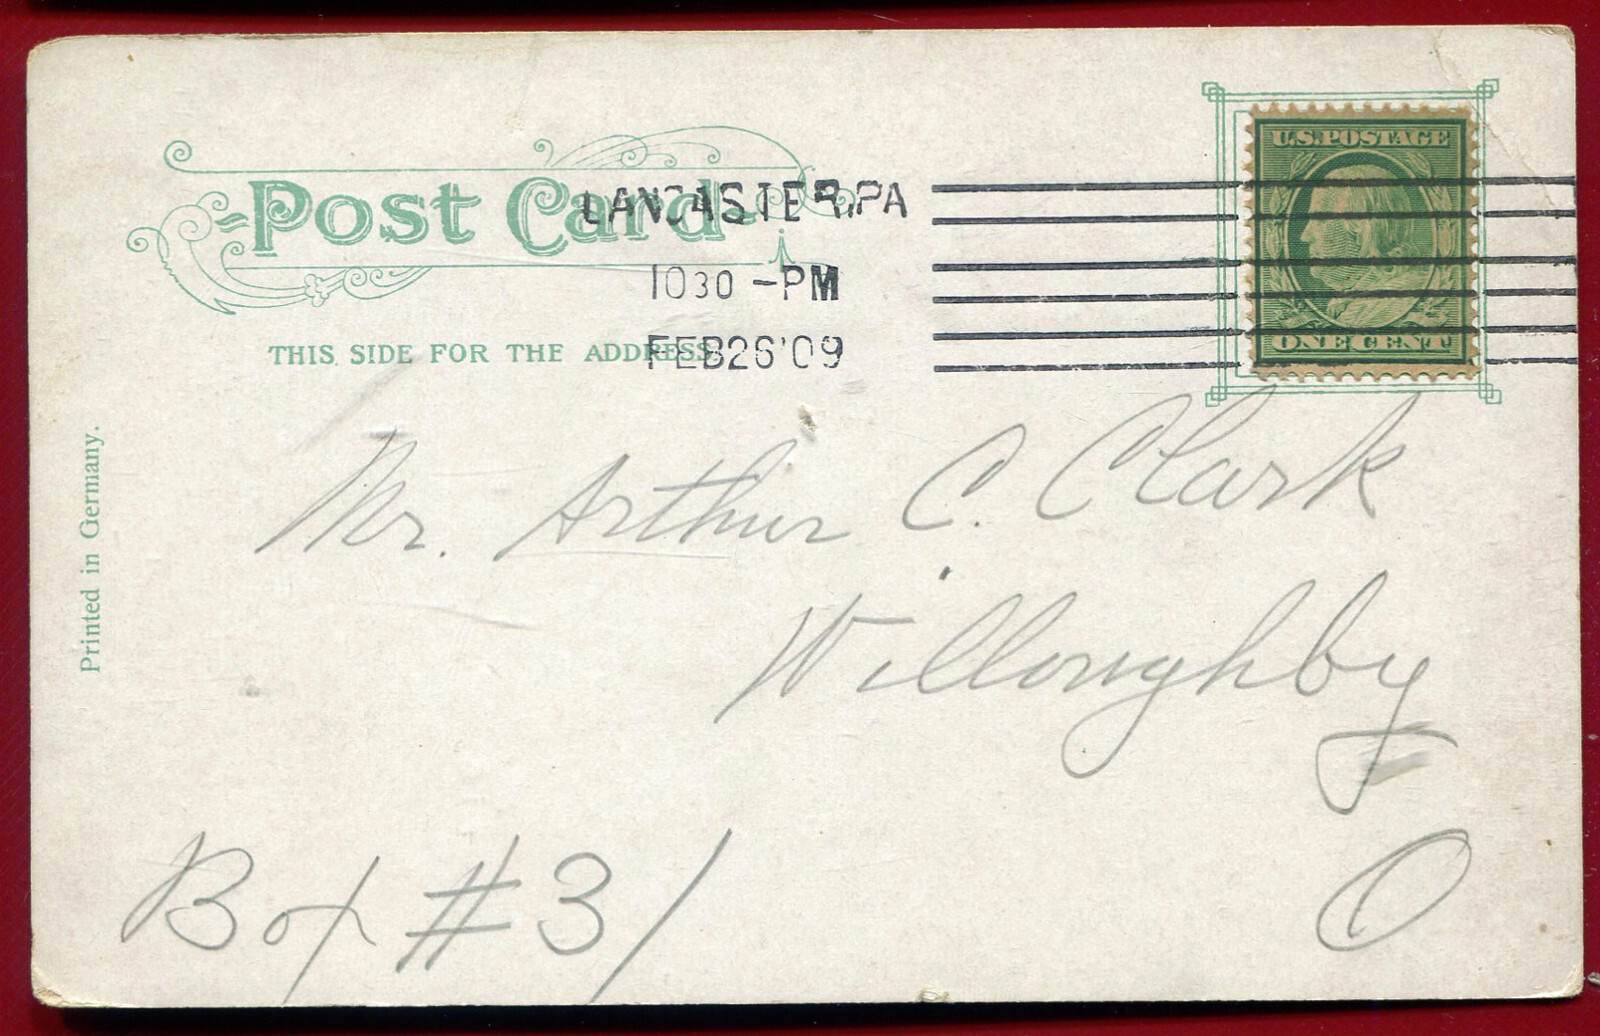 Post Card
LANCASTER, PA
1030 -PM
FEB26'09
U.S. POSTAGE
ONE CENT
THIS SIDE FOR THE ADDRESS.
Printed in Germany.
Mr. Arthur C. Clark
Willoughby
O
Box #31